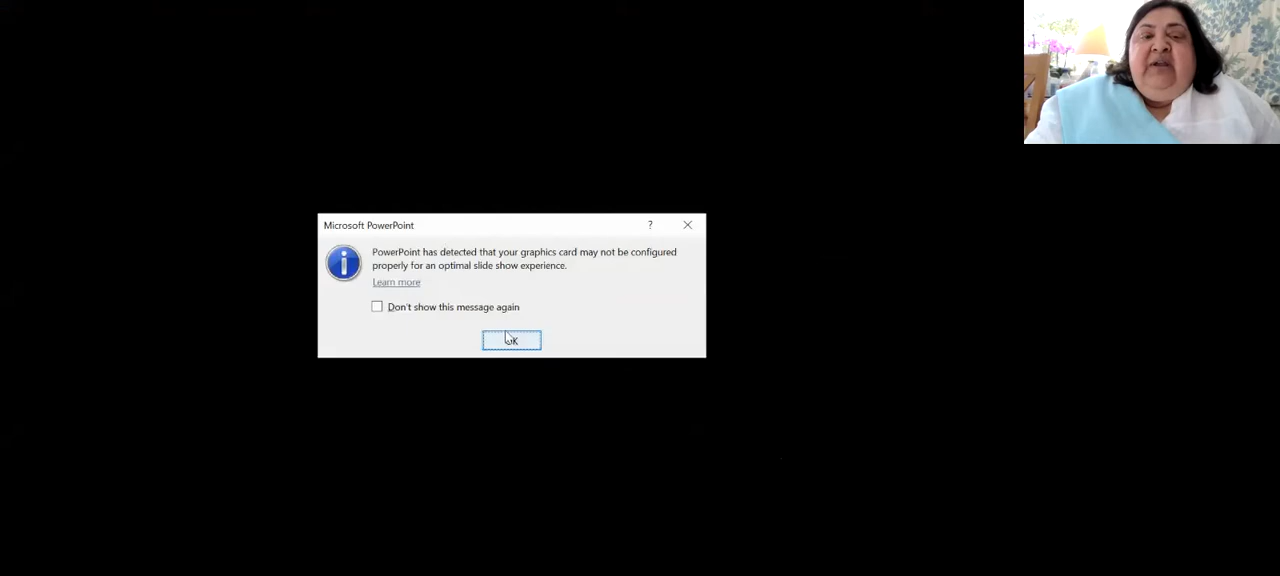 Microsoft PowerPoint
?
PowerPoint has detected that your graphics card may not be configured
properly for an optimal slide show experience.
Learn more
Don't show this message again
OK